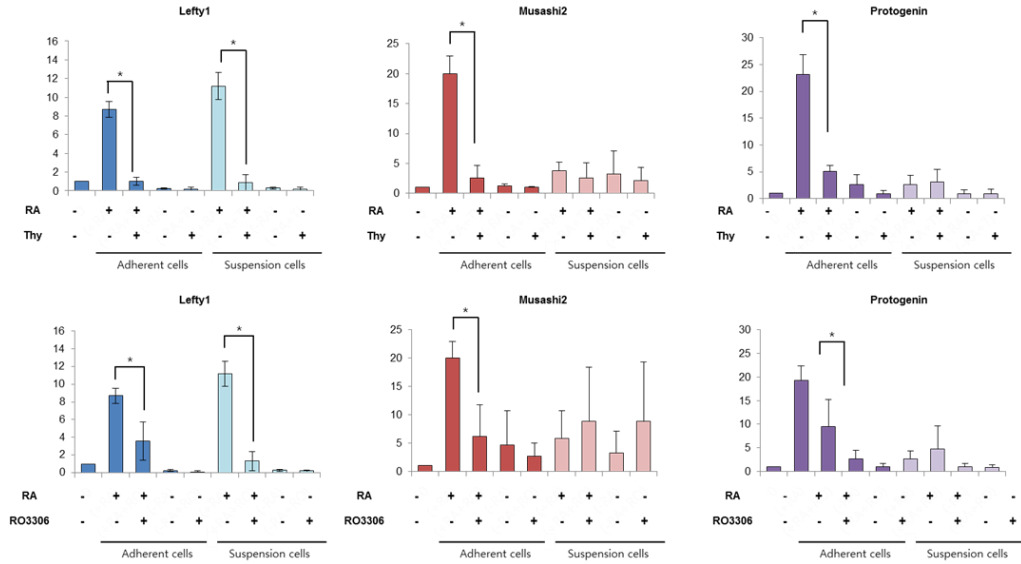 Lefty1
16
14
12
10
8
6
4
2
0
*
*
RA - + + - - + + - -
Thy - - + - + - + - +
Adherent cells Suspension cells
Musashi2
25
20
15
10
5
0
*
RA - + + - - + + - -
Thy - - + - + - + - +
Adherent cells Suspension cells
Protogenin
30
25
20
15
10
5
0
*
RA - + + - - + + - -
Thy - - + - + - + - +
Adherent cells Suspension cells
Lefty1
16
14
12
10
8
6
4
2
0
*
*
RA - + + - - + + - -
RO3306 - - + - + - + - +
Adherent cells Suspension cells
Musashi2
25
20
15
10
5
0
*
RA - + + - - + + - -
RO3306 - - + - + - + - +
Adherent cells Suspension cells
Protogenin
30
25
20
15
10
5
0
*
RA - + + - - + + - -
RO3306 - - + - + - + - +
Adherent cells Suspension cells